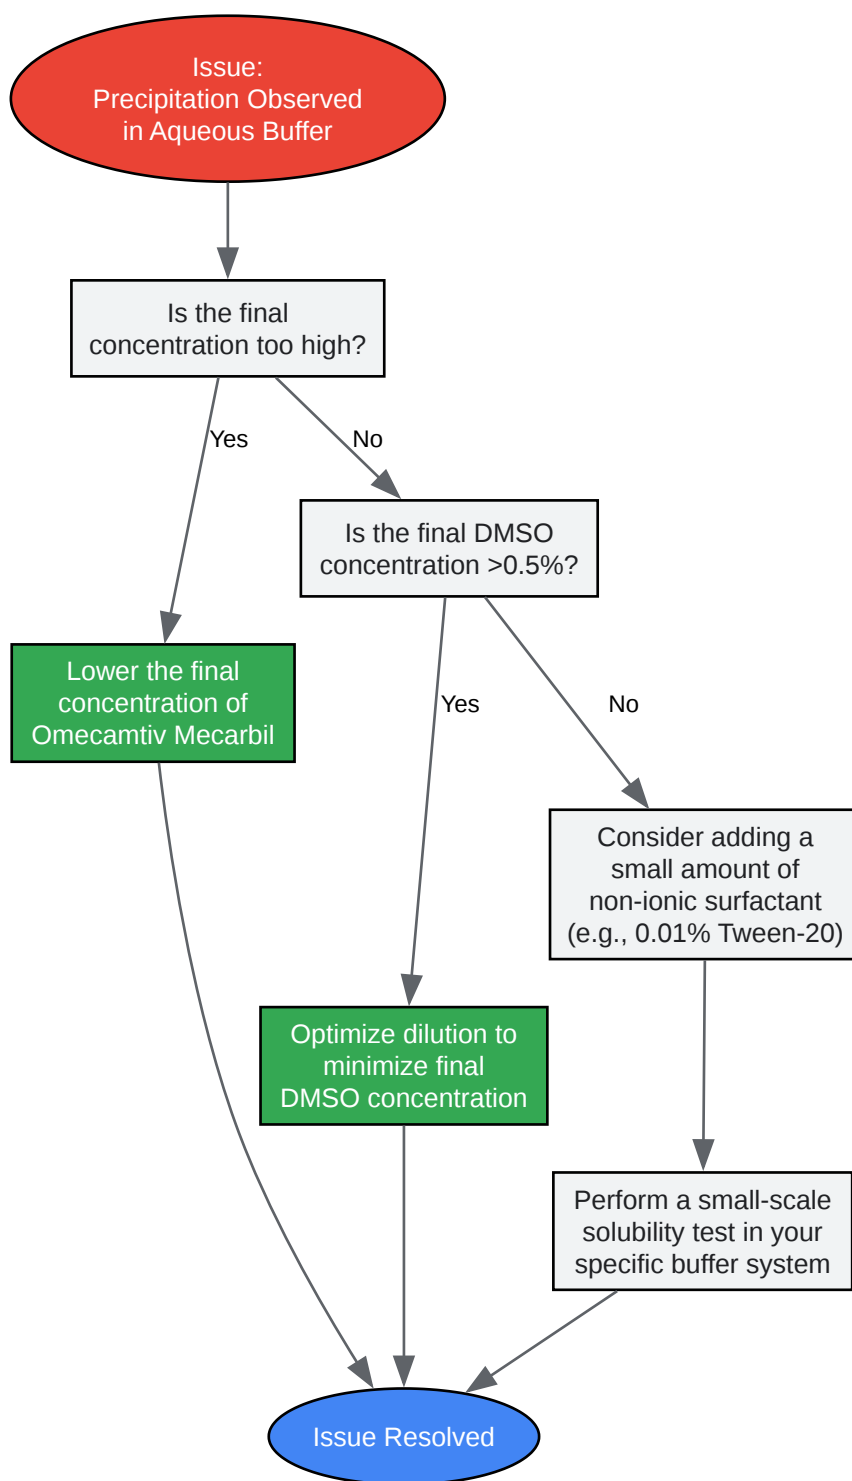 Issue:
Precipitation Observed
in Aqueous Buffer
Is the final
concentration too high?
Yes
No
Is the final DMSO
concentration >0.5%?
Lower the final
concentration of
Omecamtiv Mecarbil
Yes
No
Consider adding a
small amount of
non-ionic surfactant
(e.g., 0.01% Tween-20)
Optimize dilution to
minimize final
DMSO concentration
Perform a small-scale
solubility test in your
specific buffer system
Issue Resolved